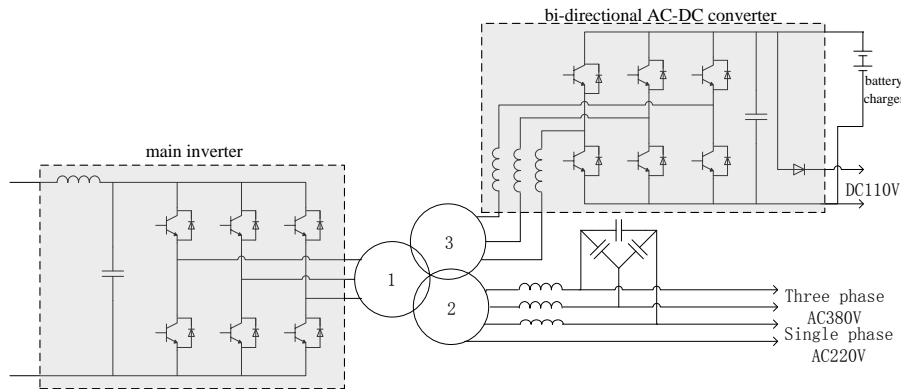 bi-directional AC-DC converter
battery
charger
main inverter
DC110V
3
1
2
Three phase
AC380V
Single phase
AC220V